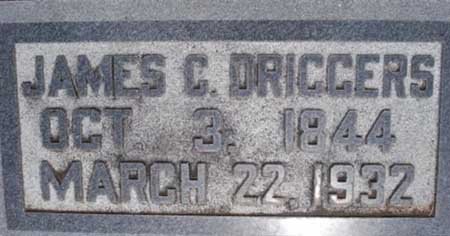 JAMES C. DRIGGERS
OCT. 3, 1844
MARCH 22, 1932